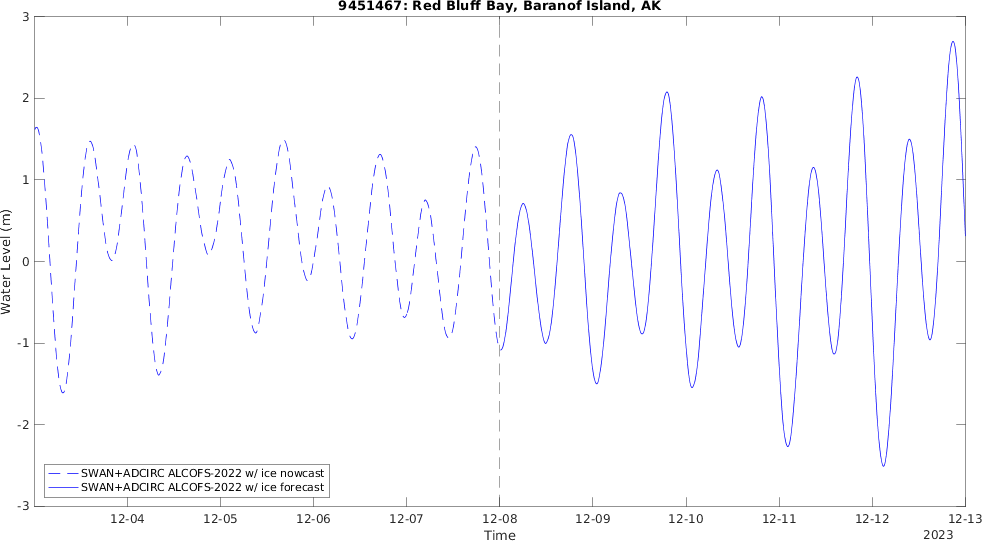 9451467: Red Bluff Bay, Baranof Island, AK
3
2
1
0
-1
-2
-3
Water Level (m)
SWAN+ADCIRC ALCOFS-2022 w/ ice nowcast
SWAN+ADCIRC ALCOFS-2022 w/ ice forecast
12-04 12-05 12-06 12-07 12-08 12-09 12-10 12-11 12-12 12-13
Time
2023